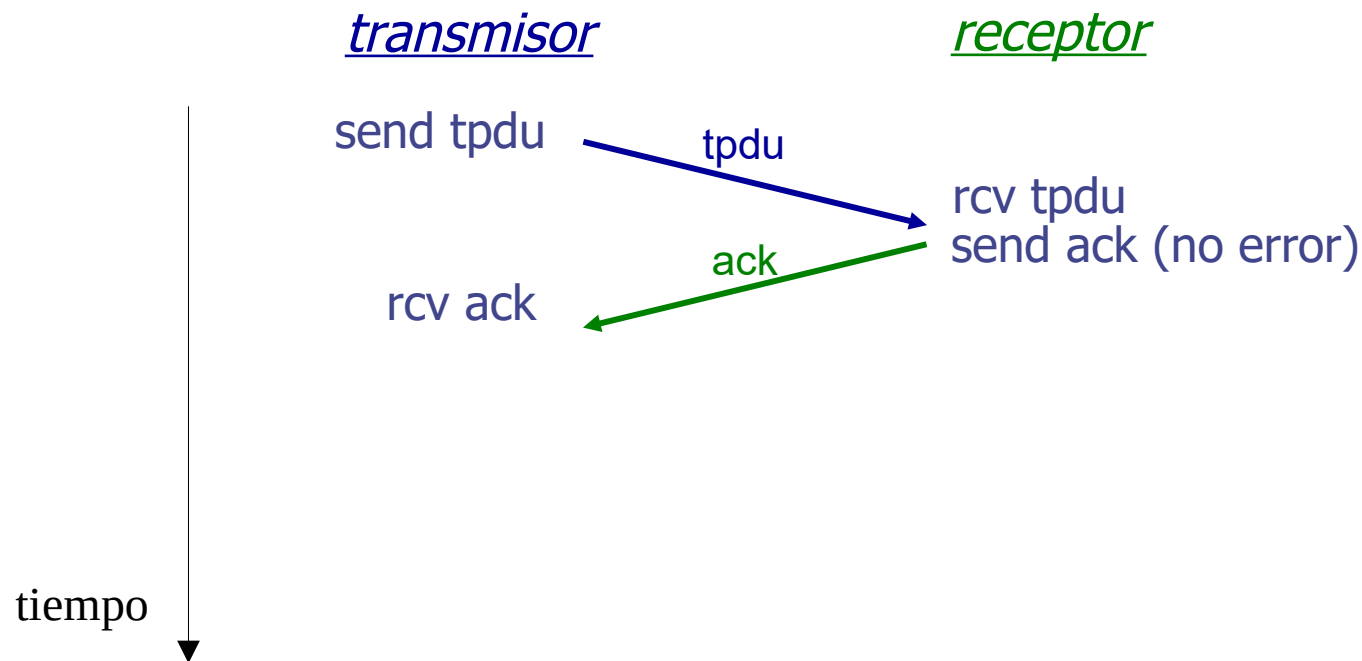 transmisor
receptor
send tpdu
tpdu
rcv tpdu
send ack (no error)
ack
rcv ack
tiempo